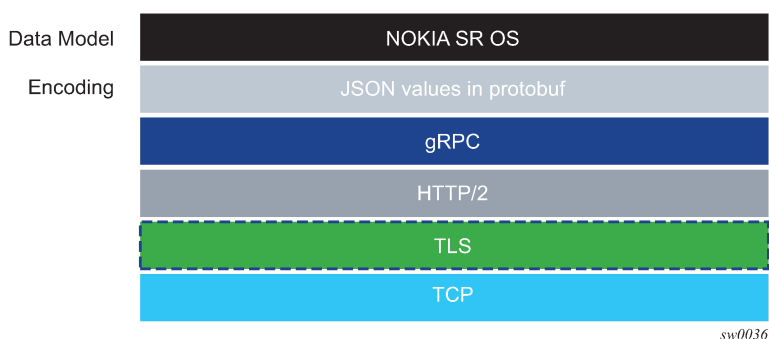 Data Model NOKIA SR OS
Encoding JSON values in protobuf
gRPC
HTTP/2
TLS
TCP
sw0036